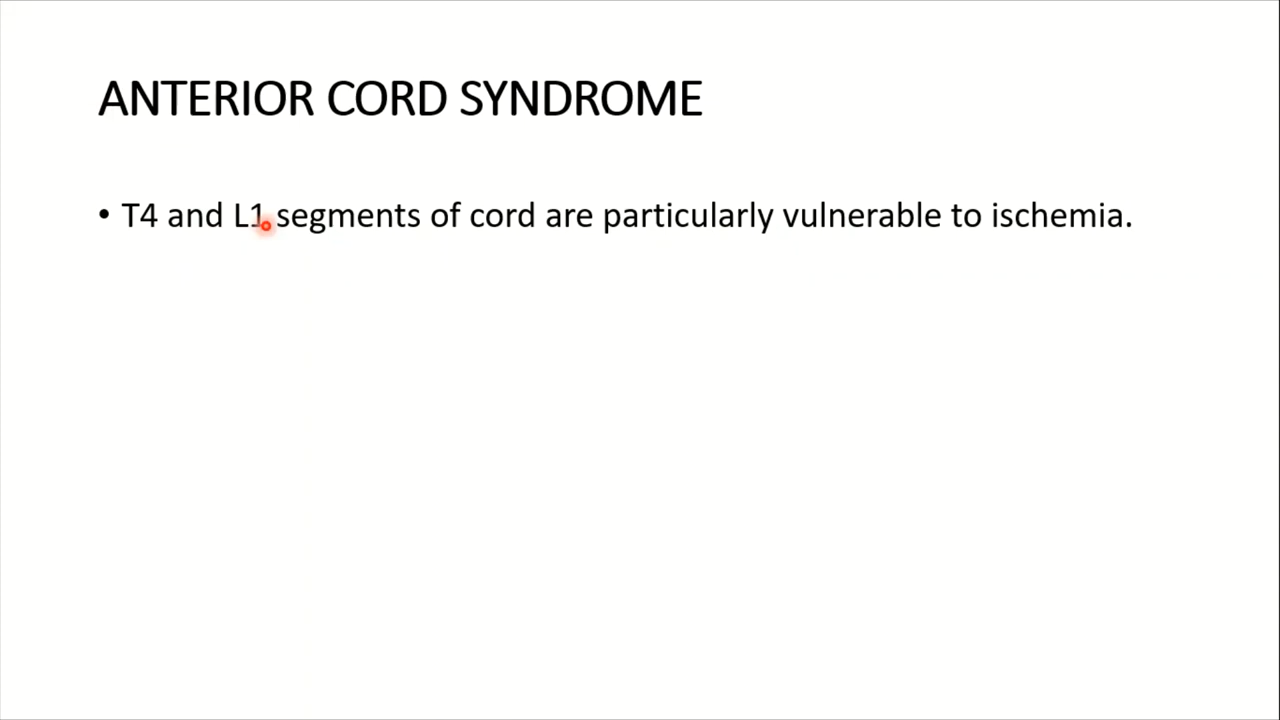 ANTERIOR CORD SYNDROME
• T4 and L1 segments of cord are particularly vulnerable to ischemia.